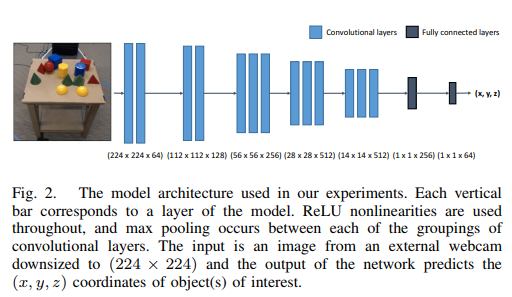 Convolutional layers Fully connected layers
(x, y, z)
(224 x 224 x 64) (112 x 112 x 128) (56 x 56 x 256) (28 x 28 x 512) (14 x 14 x 512) (1 x 1 x 256) (1 x 1 x 64)
Fig. 2. The model architecture used in our experiments. Each vertical
bar corresponds to a layer of the model. ReLU nonlinearities are used
throughout, and max pooling occurs between each of the groupings of
convolutional layers. The input is an image from an external webcam
downsized to (224 × 224) and the output of the network predicts the
(x, y, z) coordinates of object(s) of interest.